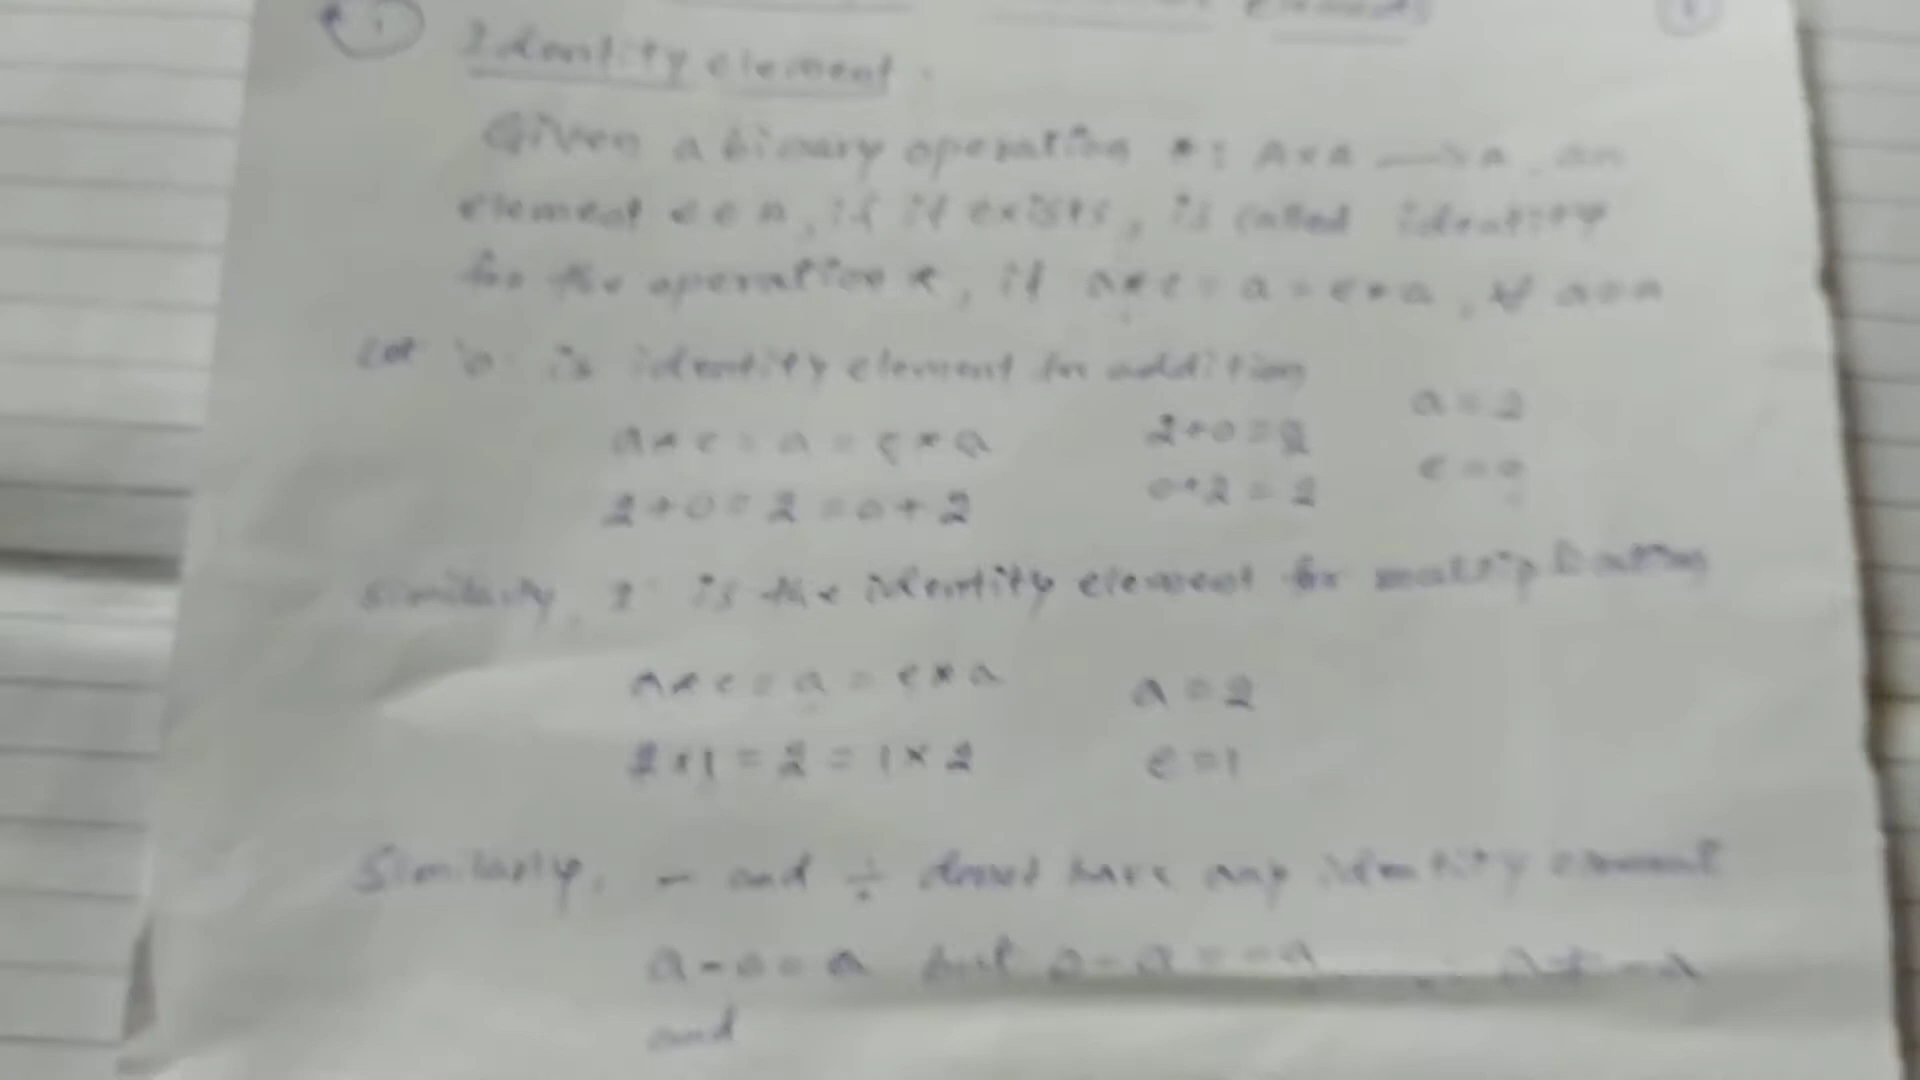 elements
1
Identity element :
Given a binary operation * : A × A ⟶ A, an
element e ∈ A, if it exists, is called identity
for the operation *, if a * e = a = e * a, ∀ a ∈ A
Let '0' is identity element for addition
a * e = a = e * a 2+0=2 a = 2
2+0 = 2 = 0+2 0+2 = 2 e = 0
Similarly, 1 is the identity element for multiplication
a * e = a = e * a a = 2
2×1 = 2 = 1×2 e = 1
Similarly, – and ÷ have any identity element
a – 0 = a but 0 – a = –a
and